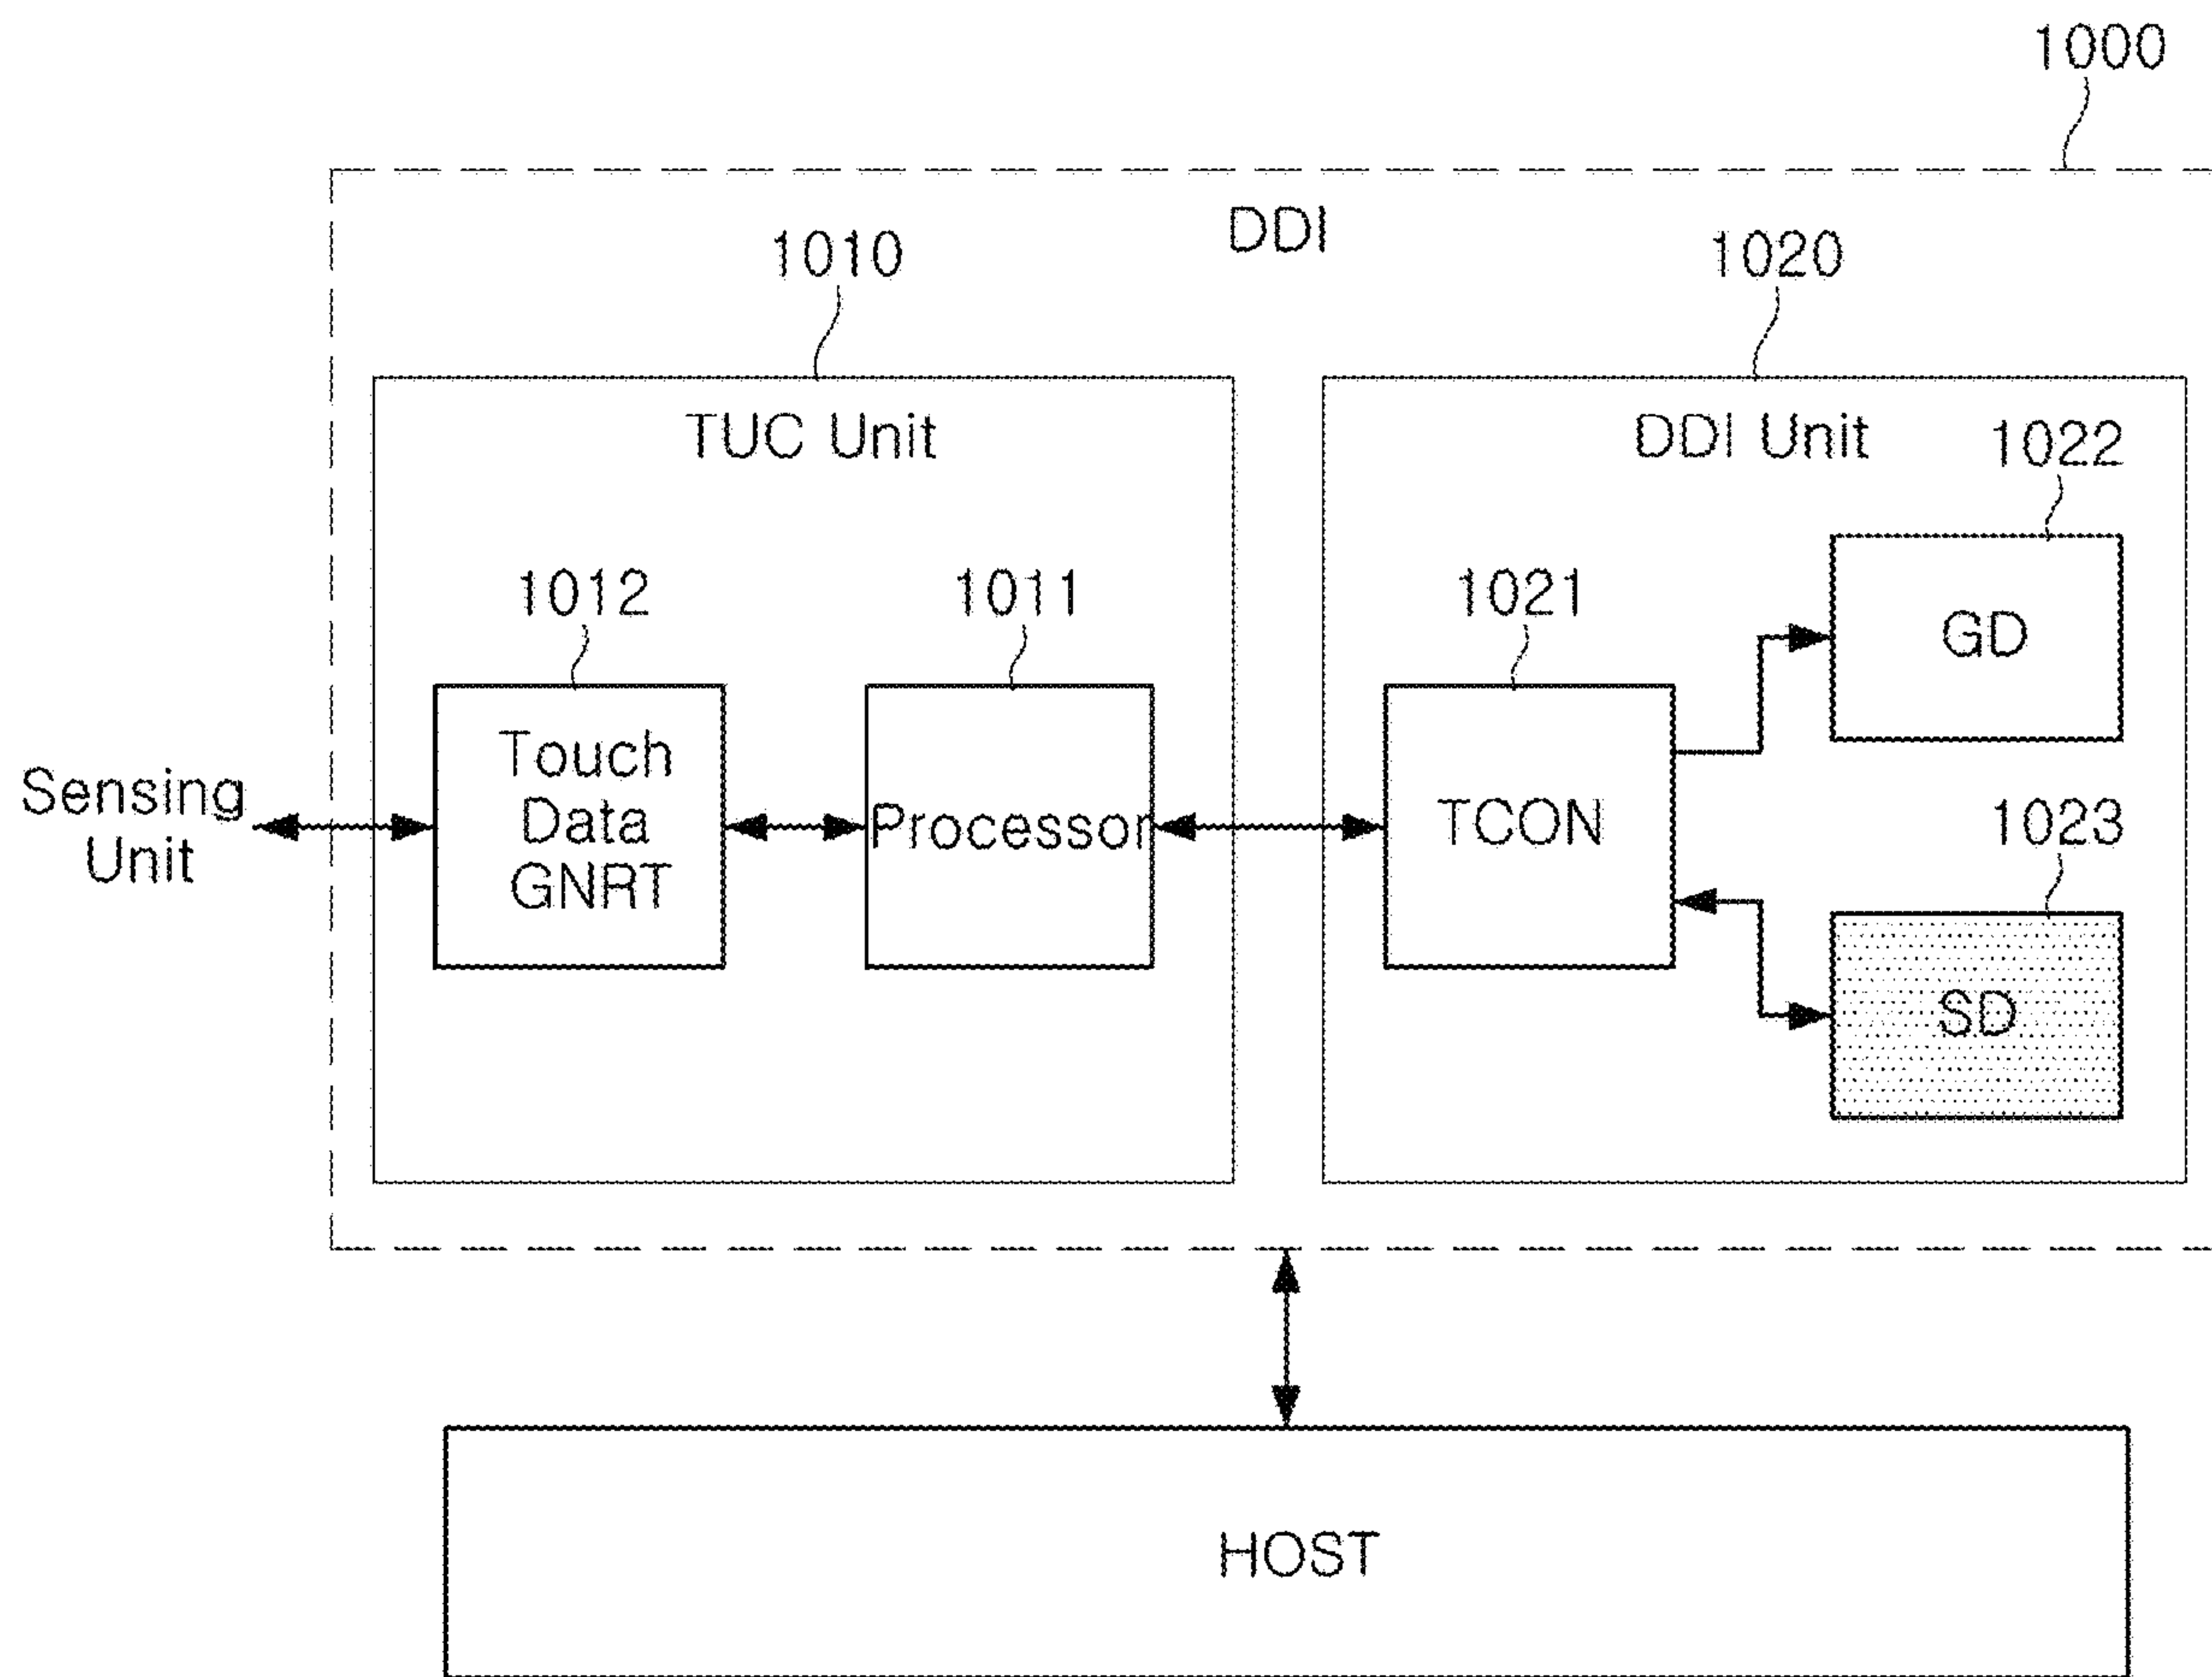 1000
DDI
1010
1020
TUC Unit
DDI Unit
1022
1012
1011
1021
GD
Touch
Data
GNRT
Processor
TCON
Sensing
Unit
1023
SD
HOST